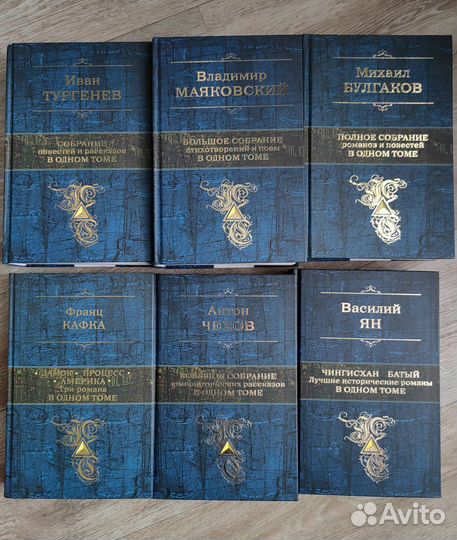 Иван
ТУРГЕНЕВ
СОБРАНИЕ
повестей и рассказов
В ОДНОМ ТОМЕ
Владимир
МАЯКОВСКИЙ
БОЛЬШОЕ СОБРАНИЕ
стихотворений и поэм
В ОДНОМ ТОМЕ
Михаил
БУЛГАКОВ
ПОЛНОЕ СОБРАНИЕ
романов и повестей
В ОДНОМ ТОМЕ
Франц
КАФКА
ЗАМОК · ПРОЦЕСС ·
АМЕРИКА ·
Три романа
В ОДНОМ ТОМЕ
Антон
ЧЕХОВ
БОЛЬШОЕ СОБРАНИЕ
юмористических рассказов
В ОДНОМ ТОМЕ
Василий
ЯН
ЧИНГИСХАН БАТЫЙ
Лучшие исторические романы
В ОДНОМ ТОМЕ
Avito